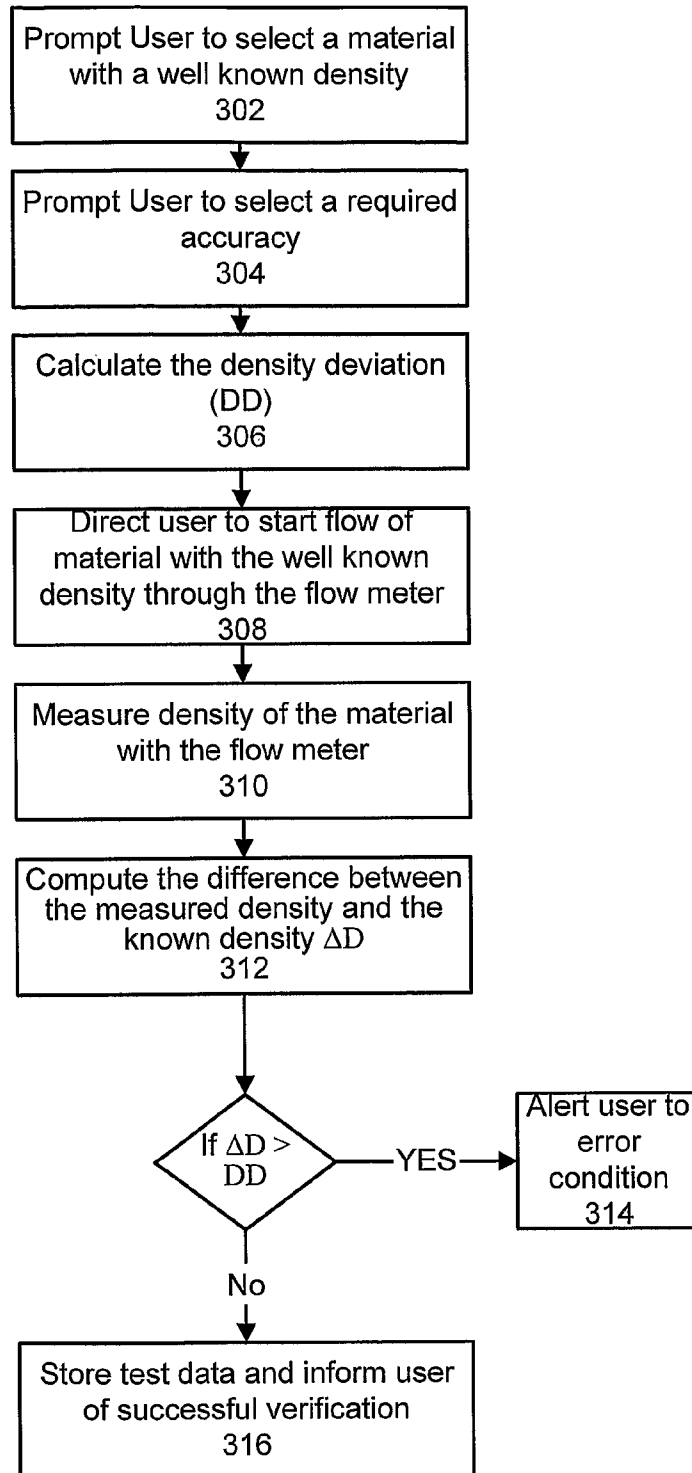 Prompt User to select a material
with a well known density
302
Prompt User to select a required
accuracy
304
Calculate the density deviation
(DD)
306
Direct user to start flow of
material with the well known
density through the flow meter
308
Measure density of the material
with the flow meter
310
Compute the difference between
the measured density and the
known density ΔD
312
If ΔD >
DD
YES
Alert user to
error
condition
314
No
Store test data and inform user
of successful verification
316